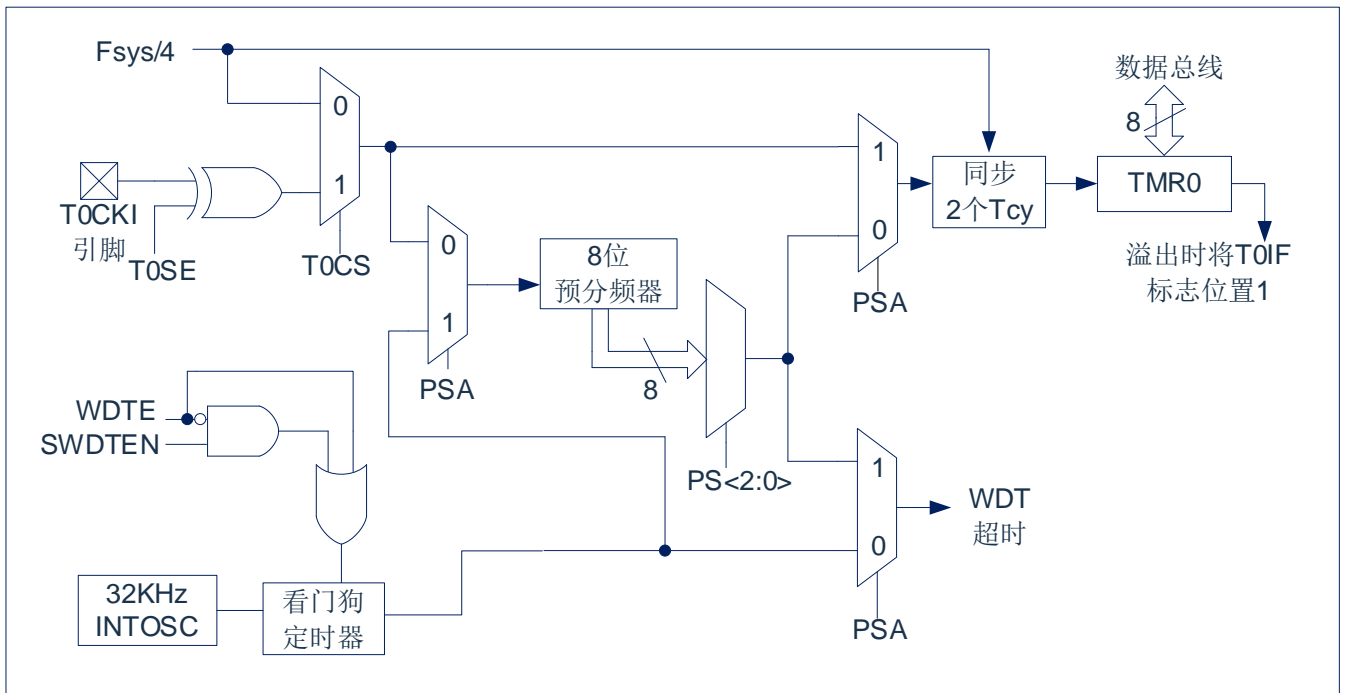 Fsys/4
数据总线
8
0
1
T0CKI
引脚
T0SE
T0CS
1
0
PSA
同步
2个Tcy
TMR0
溢出时将T0IF
标志位置1
0
1
PSA
8位
预分频器
8
PS<2:0>
WDTE
SWDTEN
1
0
PSA
WDT
超时
32KHz
INTOSC
看门狗
定时器